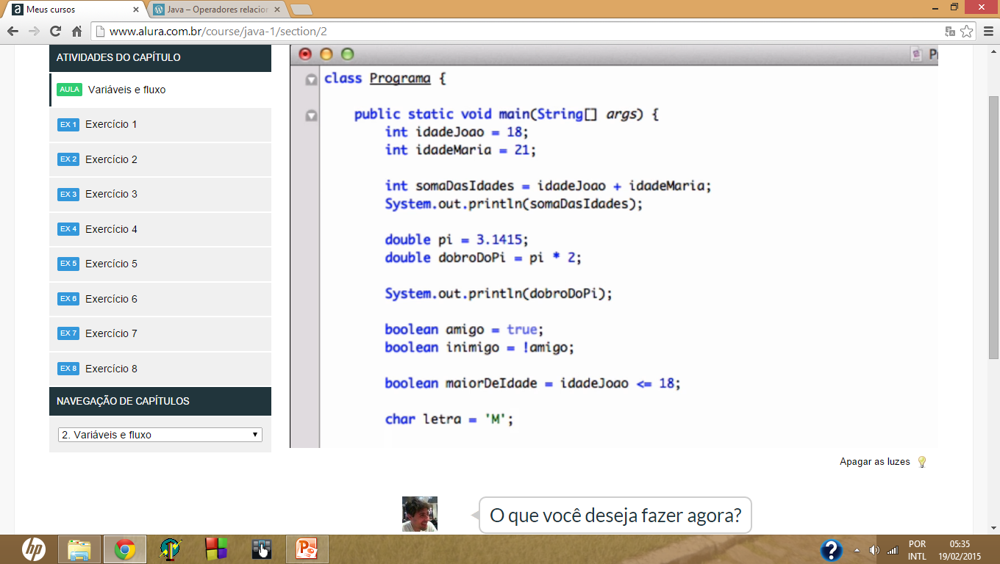 Meus cursos
Java – Operadores relacior
www.alura.com.br/course/java-1/section/2
ATIVIDADES DO CAPÍTULO
AULA Variáveis e fluxo
EX 1 Exercício 1
EX 2 Exercício 2
EX 3 Exercício 3
EX 4 Exercício 4
EX 5 Exercício 5
EX 6 Exercício 6
EX 7 Exercício 7
EX 8 Exercício 8
NAVEGAÇÃO DE CAPÍTULOS
2. Variáveis e fluxo
class Programa {
public static void main(String[] args) {
int idadeJoao = 18;
int idadeMaria = 21;
int somaDasIdades = idadeJoao + idadeMaria;
System.out.println(somaDasIdades);
double pi = 3.1415;
double dobroDoPi = pi * 2;
System.out.println(dobroDoPi);
boolean amigo = true;
boolean inimigo = !amigo;
boolean maiorDeIdade = idadeJoao <= 18;
char letra = 'M';
Apagar as luzes
O que você deseja fazer agora?
hp
POR
INTL
05:35
19/02/2015